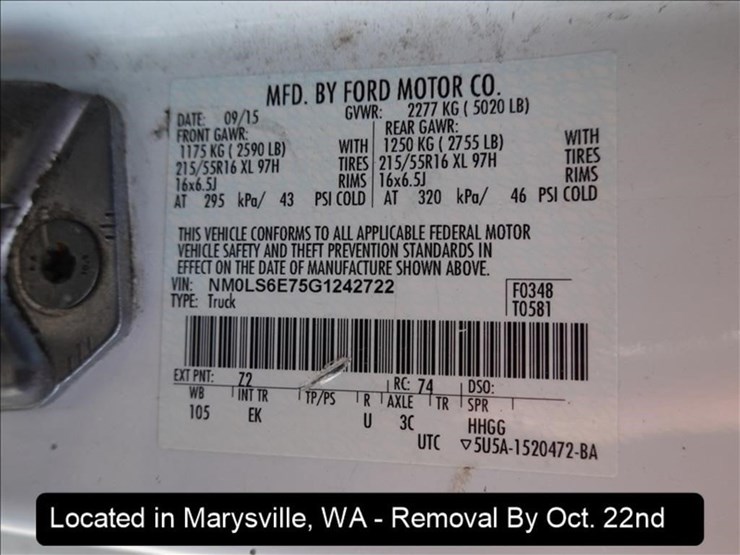 MFD. BY FORD MOTOR CO.
DATE: 09/15 GVWR: 2277 KG ( 5020 LB)
FRONT GAWR: REAR GAWR:
1175 KG ( 2590 LB) WITH 1250 KG ( 2755 LB) WITH
215/55R16 XL 97H TIRES 215/55R16 XL 97H TIRES
16x6.5J RIMS 16x6.5J RIMS
AT 295 kPa/ 43 PSI COLD AT 320 kPa/ 46 PSI COLD
THIS VEHICLE CONFORMS TO ALL APPLICABLE FEDERAL MOTOR
VEHICLE SAFETY AND THEFT PREVENTION STANDARDS IN
EFFECT ON THE DATE OF MANUFACTURE SHOWN ABOVE.
VIN: NM0LS6E75G1242722 F0348
TYPE: Truck T0581
EXT PNT: 72 RC: 74 DSO:
WB INT TR TP/PS R AXLE TR SPR
105 EK U 3C HHGG
UTC ▽5U5A-1520472-BA
Located in Marysville, WA - Removal By Oct. 22nd